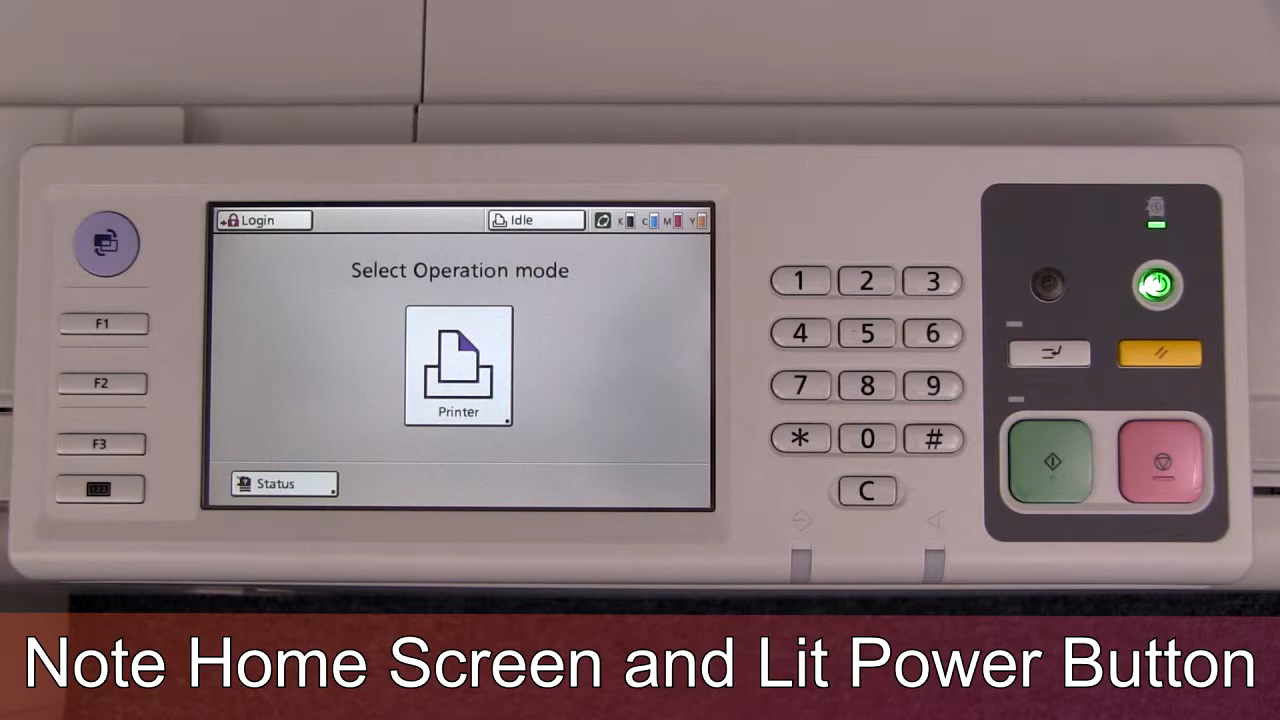 Login
Idle
K C M Y
Select Operation mode
Printer
Status
F1
F2
F3
123
1 2 3
4 5 6
7 8 9
* 0 #
C
Note Home Screen and Lit Power Button